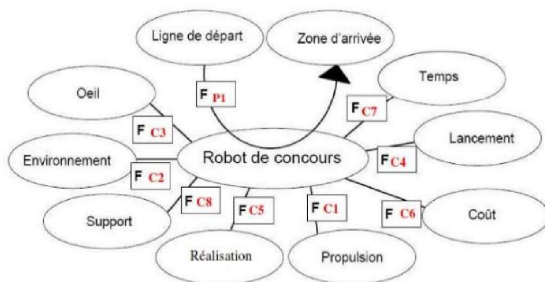 Ligne de départ
Zone d'arrivée
Oeil
F P1
Temps
F C7
F C3
Lancement
Environnement
Robot de concours
F C4
F C2
F C8
F C5
F C1
F C6
Coût
Support
Réalisation
Propulsion